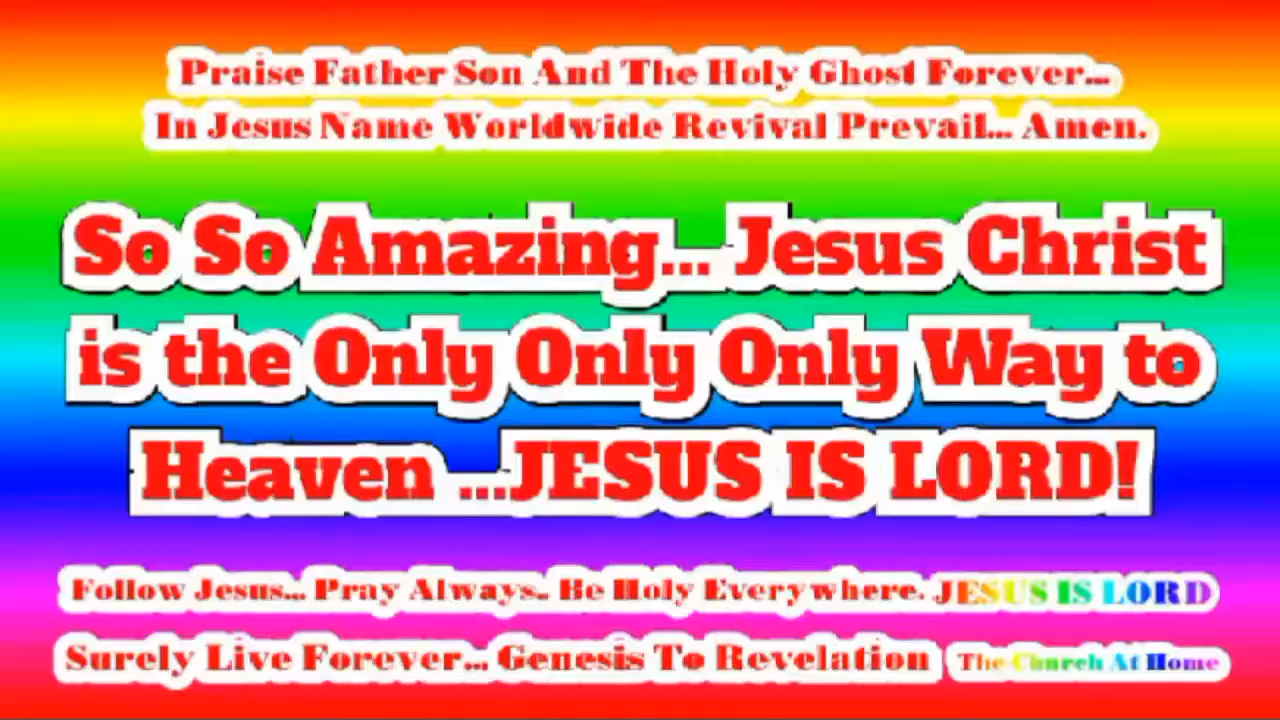 Praise Father Son And The Holy Ghost Forever...
In Jesus Name Worldwide Revival Prevail... Amen.
So So Amazing... Jesus Christ
is the Only Only Only Way to
Heaven ...JESUS IS LORD!
Follow Jesus... Pray Always.. Be Holy Everywhere. JESUS IS LORD
Surely Live Forever... Genesis To Revelation The Church At Home